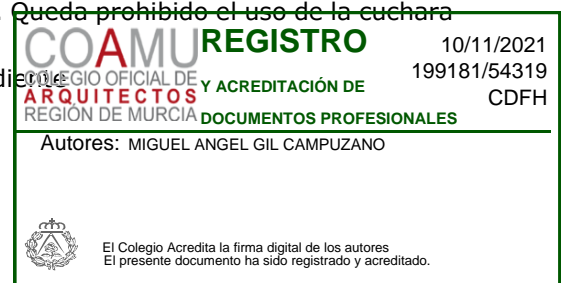 . Queda prohibido el uso de la cuchara
COAMU
COLEGIO OFICIAL DE
ARQUITECTOS
REGIÓN DE MURCIA
REGISTRO
Y ACREDITACIÓN DE
DOCUMENTOS PROFESIONALES
10/11/2021
199181/54319
CDFH
Autores: MIGUEL ANGEL GIL CAMPUZANO
El Colegio Acredita la firma digital de los autores
El presente documento ha sido registrado y acreditado.